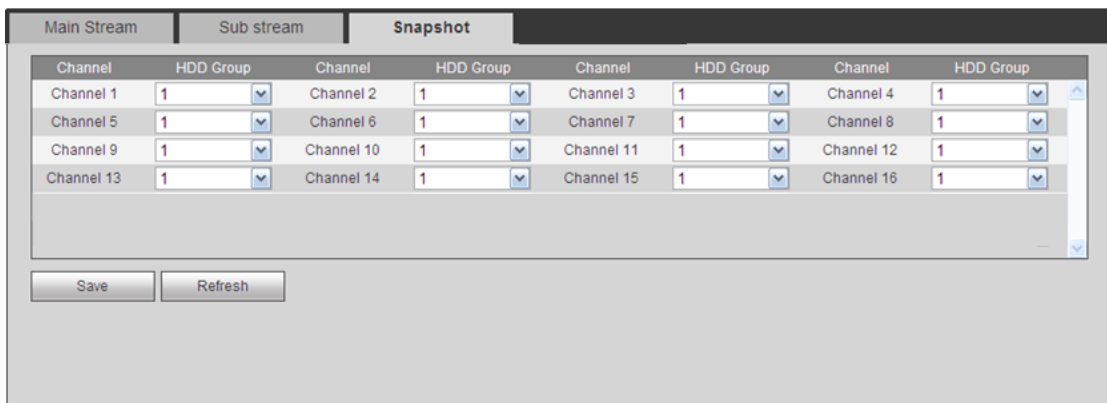 Main Stream Sub stream Snapshot
Channel HDD Group Channel HDD Group Channel HDD Group Channel HDD Group
Channel 1 1 Channel 2 1 Channel 3 1 Channel 4 1
Channel 5 1 Channel 6 1 Channel 7 1 Channel 8 1
Channel 9 1 Channel 10 1 Channel 11 1 Channel 12 1
Channel 13 1 Channel 14 1 Channel 15 1 Channel 16 1
Save Refresh